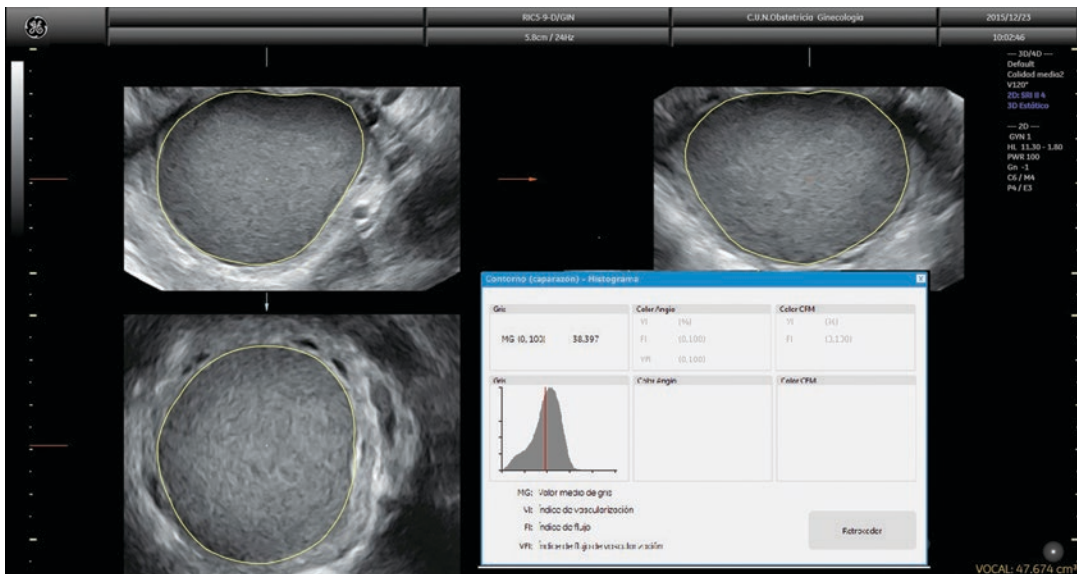 RIC5-9-D/GIN
C.U.N.Obstetricia Ginecología
2015/12/23
5.8cm / 24Hz
10:02:46
3D/4D
Default
Calidad media2
V120°
2D: SRI II 4
3D Estático
2D
GYN 1
HL 11.30 - 1.80
PWR 100
Gn -1
C6 / M4
P4 / E3
Contorno (caparazón) - Histograma
Gris
Color Angio
Color CFM
MG (0, 100) 38.397
VI (%)
FI (0,100)
VFI (0,100)
VI (%)
FI (0,100)
Gris
Color Angio
Color CFM
MG: Valor medio de gris
VI: Índice de vascularización
FI: Índice de flujo
VFI: Índice de flujo de vascularización
Retroceder
VOCAL: 47.674 cm³